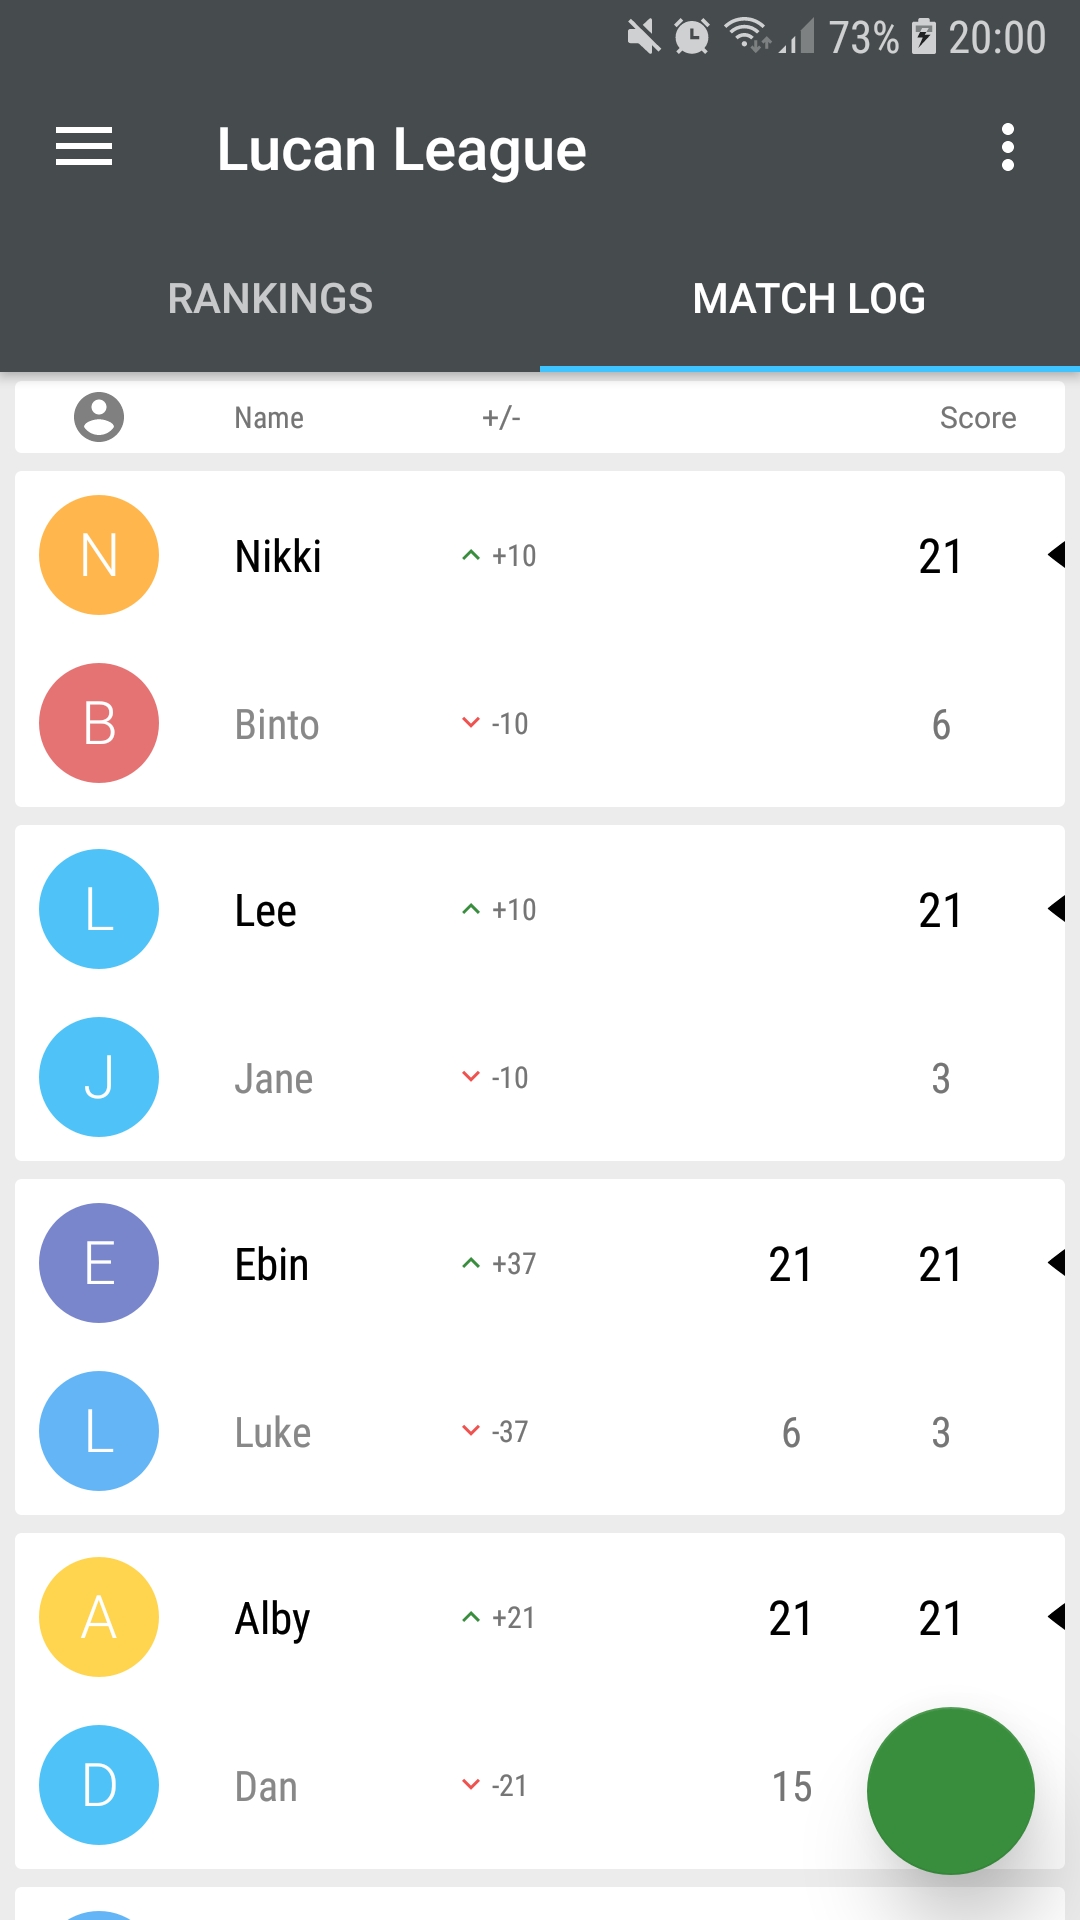 73% 20:00
Lucan League
RANKINGS MATCH LOG
Name +/- Score
N Nikki +10 21
B Binto -10 6
L Lee +10 21
J Jane -10 3
E Ebin +37 21 21
L Luke -37 6 3
A Alby +21 21 21
D Dan -21 15